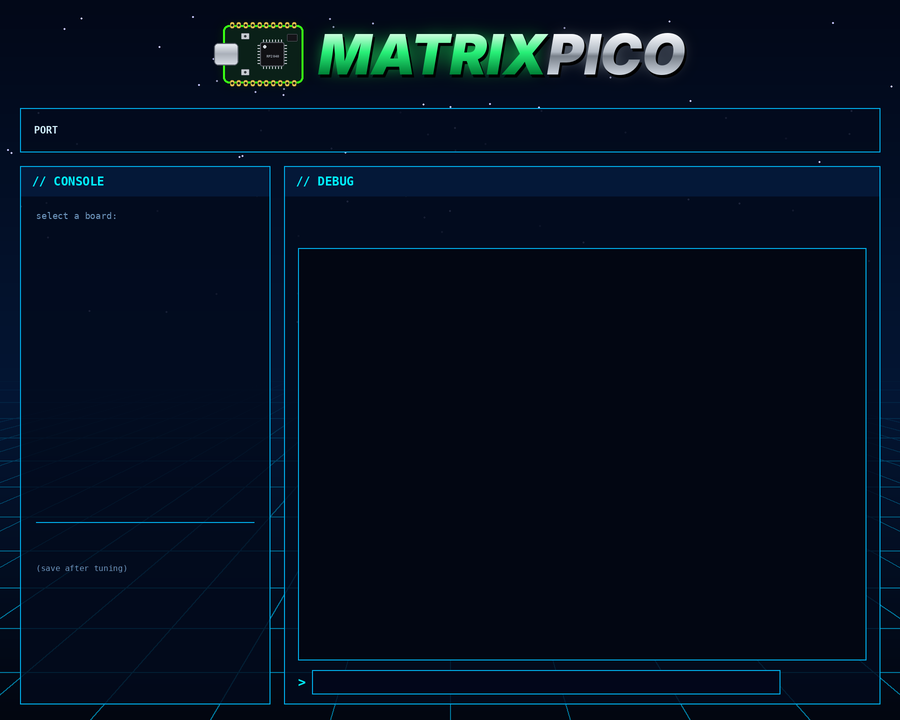 MATRIXPICO
PORT
// CONSOLE
// DEBUG
select a board:
(save after tuning)
>